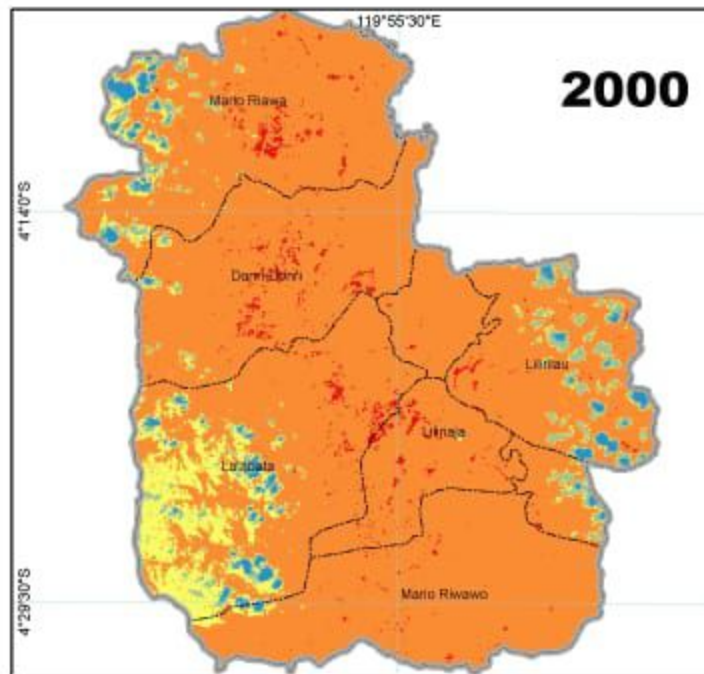 119°55'30"E
2000
Mario Riawa
4°14'0"S
Donri Donri
Lilirilau
Liliriaja
Lalabata
Mario Riwawo
4°29'30"S